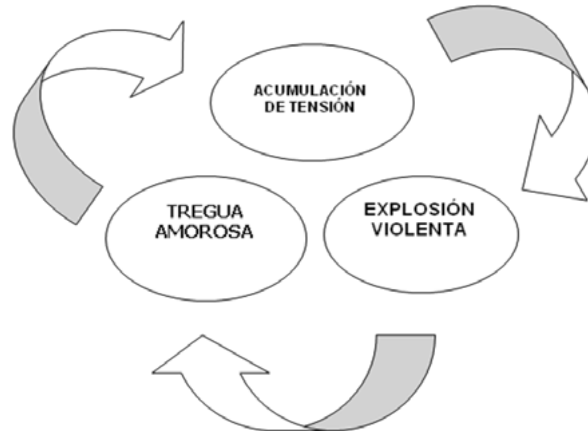 ACUMULACIÓN
DE TENSIÓN
TREGUA
AMOROSA
EXPLOSIÓN
VIOLENTA